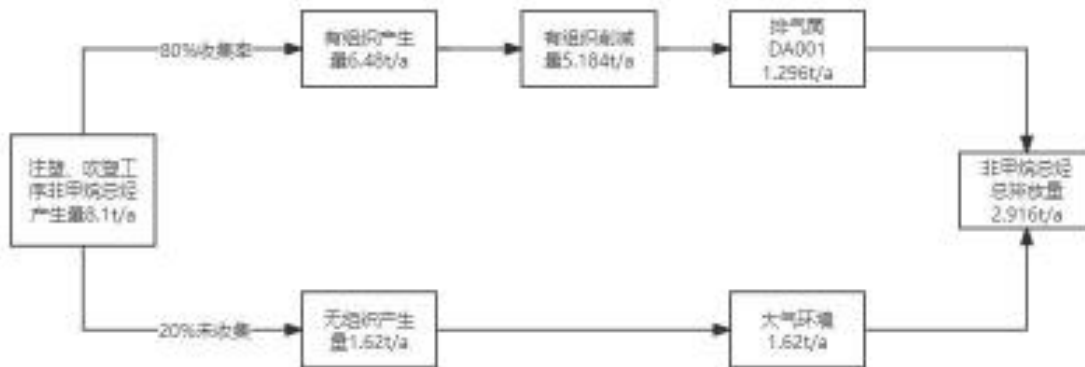 80%收集率
有组织产生
量6.48t/a
有组织削减
量5.184t/a
排气筒
DA001
1.296t/a
注塑、吹塑工
序非甲烷总烃
产生量8.1t/a
非甲烷总烃
总排放量
2.916t/a
20%未收集
无组织产生
量1.62t/a
大气环境
1.62t/a